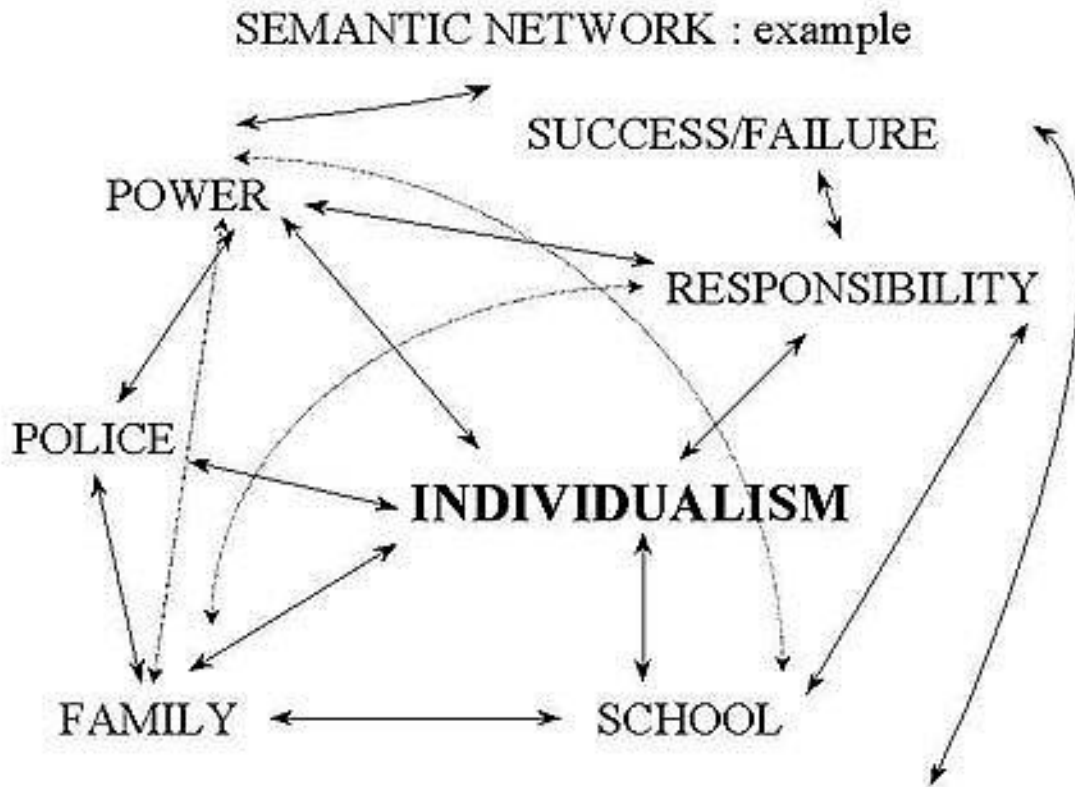 SEMANTIC NETWORK : example
SUCCESS/FAILURE
POWER
RESPONSIBILITY
POLICE
INDIVIDUALISM
FAMILY
SCHOOL